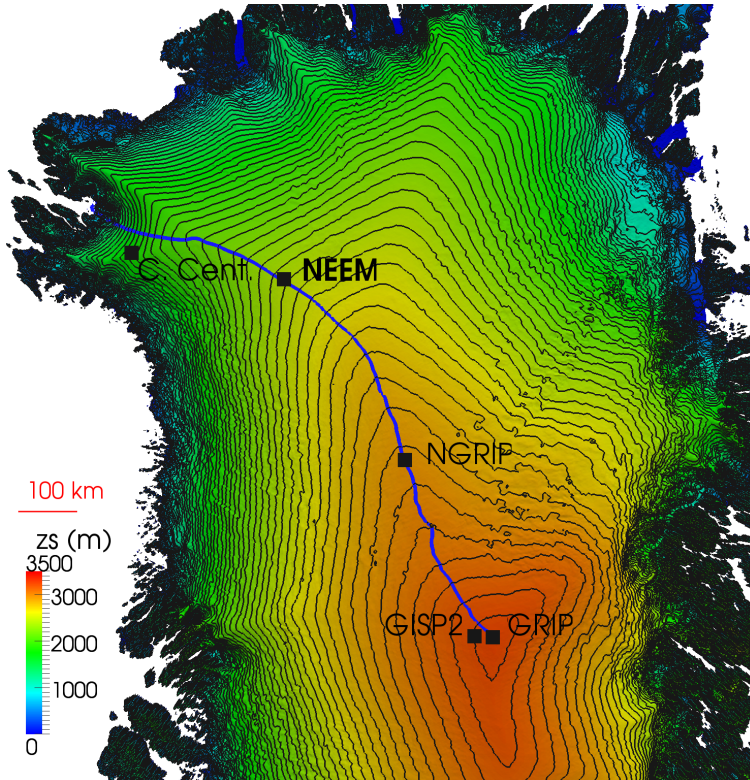 C. Cent.
NEEM
NGRIP
100 km
zs (m)
3500
3000
2000
1000
0
GISP2
GRIP